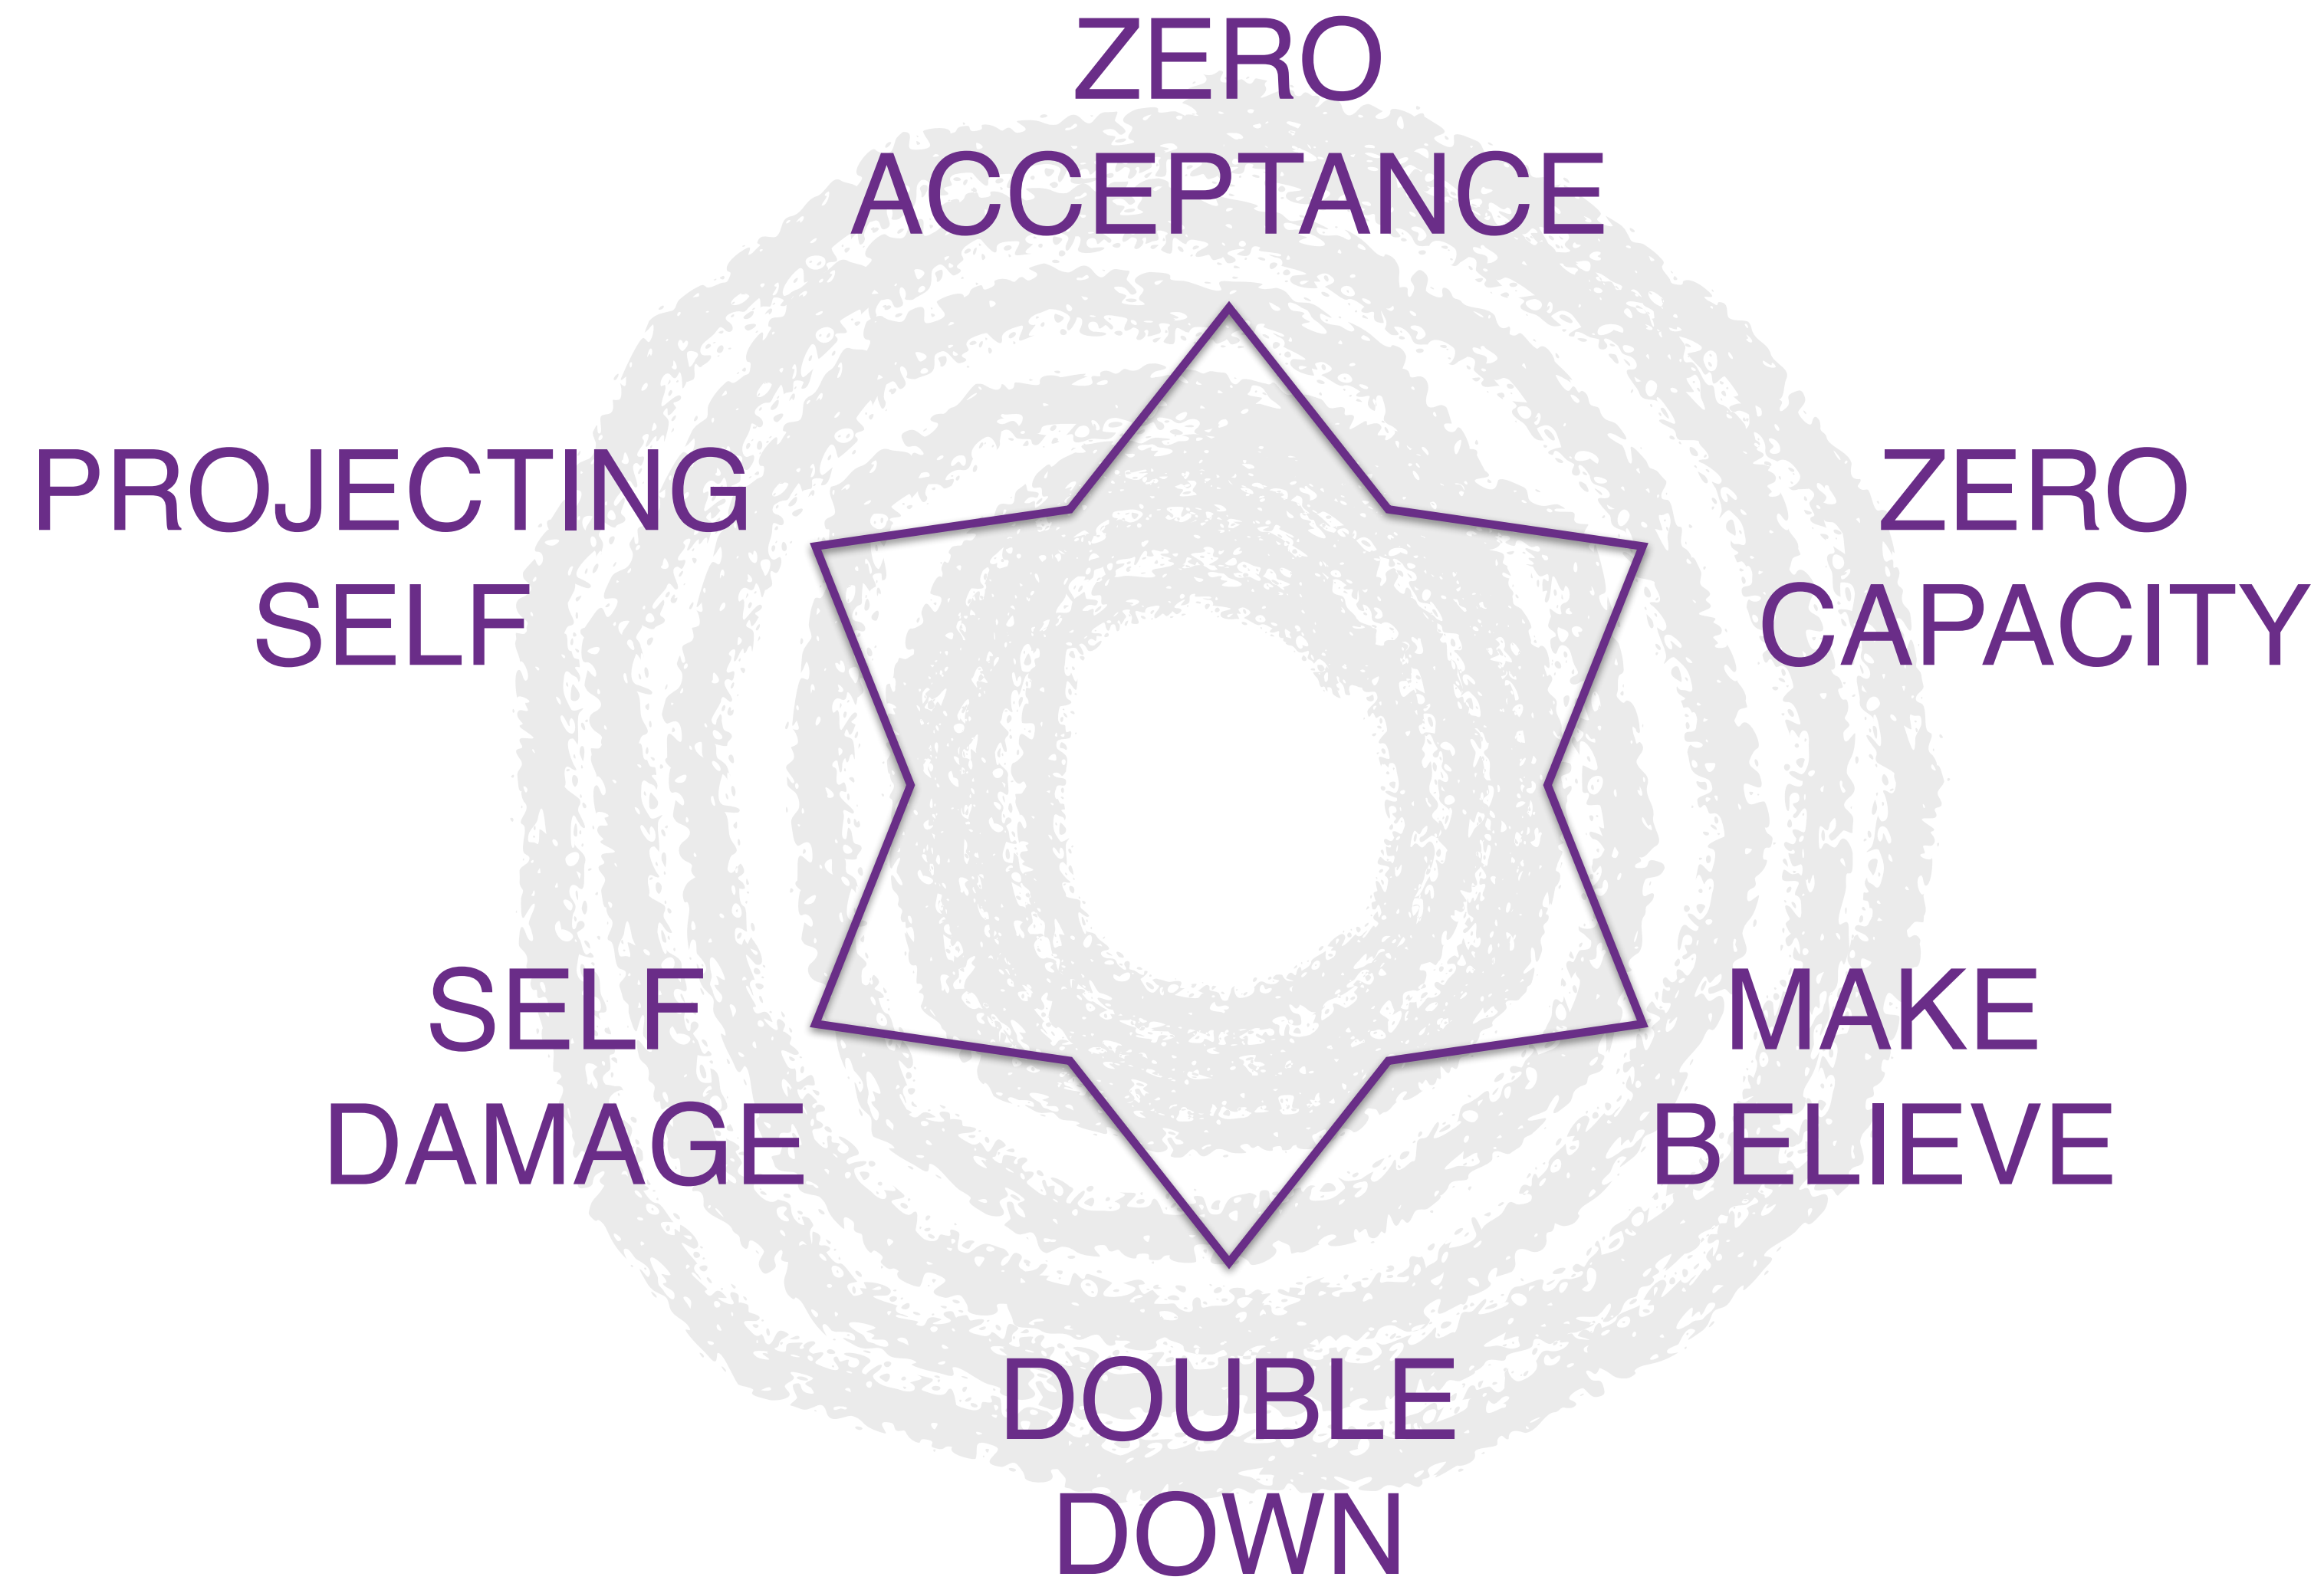 ZERO
ACCEPTANCE
PROJECTING
SELF
ZERO
CAPACITY
SELF
DAMAGE
MAKE
BELIEVE
DOUBLE
DOWN